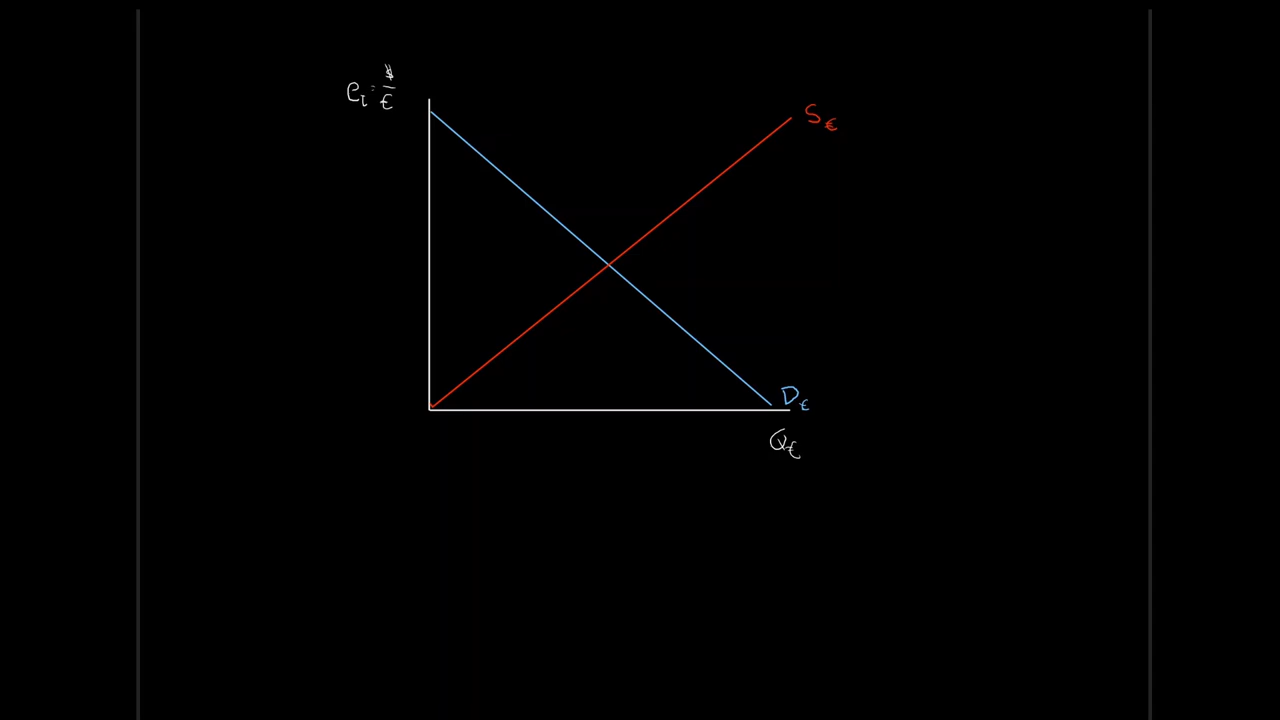 e₁ = $/€
S€
D€
Q€